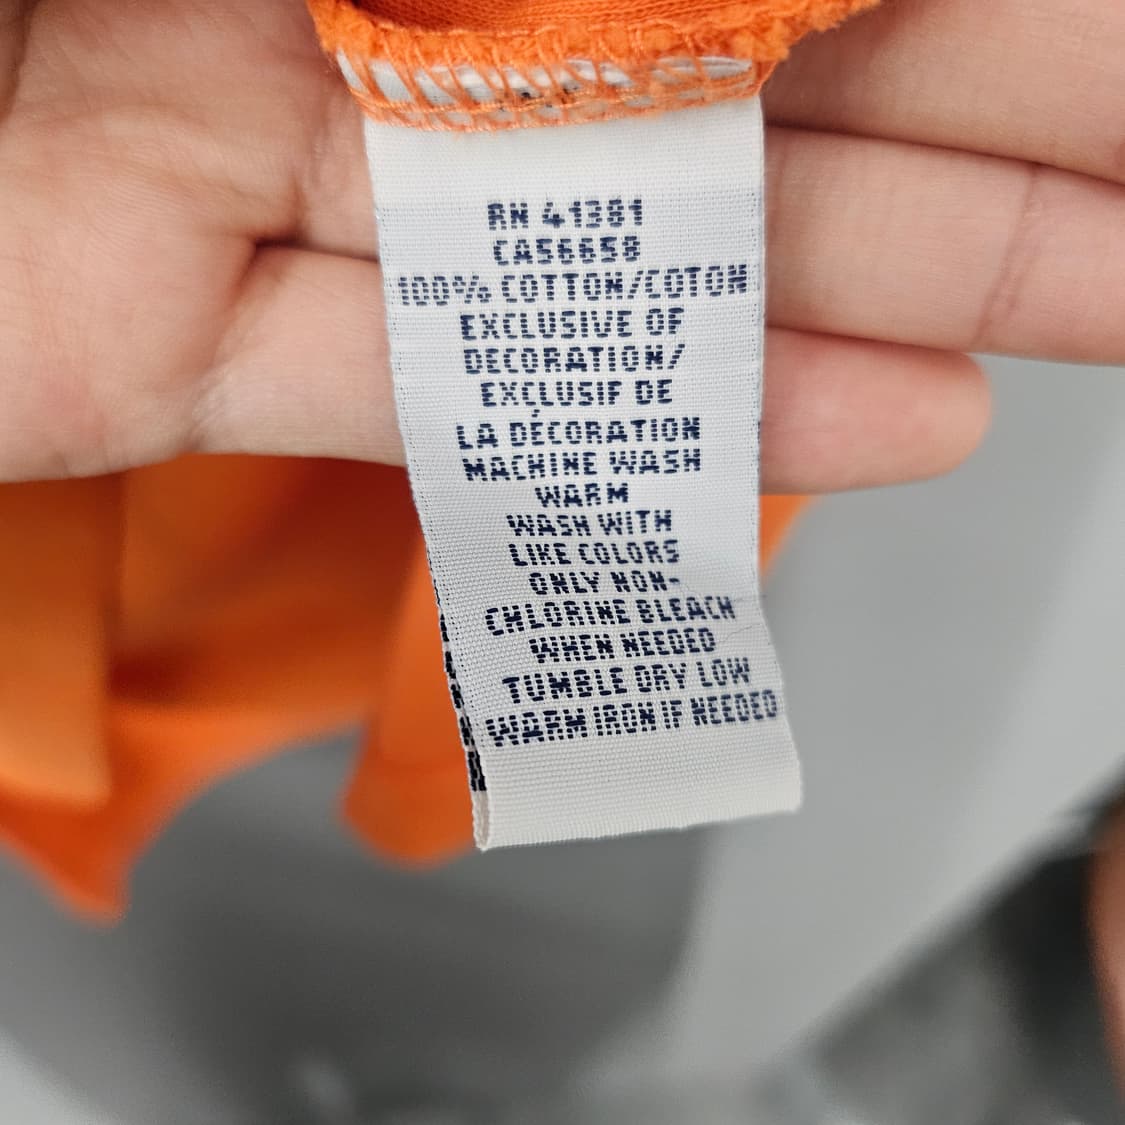 RN 41381
CA56658
100% COTTON/COTON
EXCLUSIVE OF
DECORATION/
EXCLUSIF DE
LA DÉCORATION
MACHINE WASH
WARM
WASH WITH
LIKE COLORS
ONLY NON-
CHLORINE BLEACH
WHEN NEEDED
TUMBLE DRY LOW
WARM IRON IF NEEDED